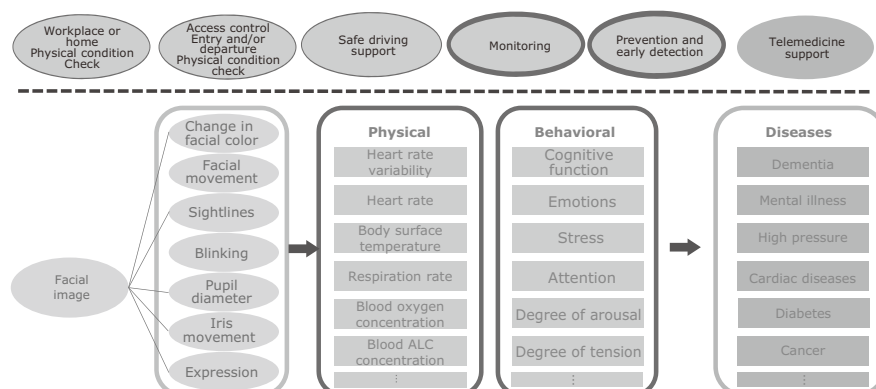 Workplace or
home
Physical condition
Check
Access control
Entry and/or
departure
Physical condition
check
Safe driving
support
Monitoring
Prevention and
early detection
Telemedicine
support
Facial
image
Change in
facial color
Facial
movement
Sightlines
Blinking
Pupil
diameter
Iris
movement
Expression
Physical
Heart rate
variability
Heart rate
Body surface
temperature
Respiration rate
Blood oxygen
concentration
Blood ALC
concentration
⋮
Behavioral
Cognitive
function
Emotions
Stress
Attention
Degree of arousal
Degree of tension
⋮
Diseases
Dementia
Mental illness
High pressure
Cardiac diseases
Diabetes
Cancer
⋮